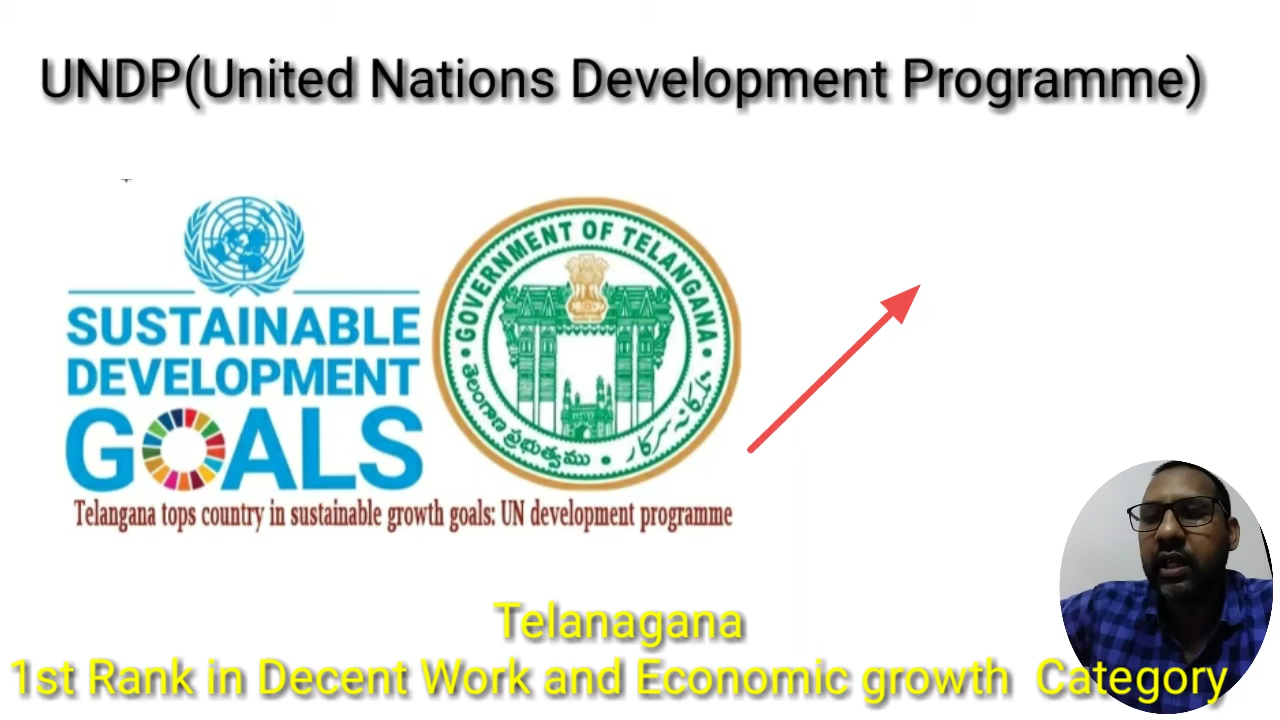 UNDP(United Nations Development Programme)
SUSTAINABLE
DEVELOPMENT
GOALS
• GOVERNMENT OF TELANGANA •
తెలంగాణ ప్రభుత్వము •
Telangana tops country in sustainable growth goals: UN development programme
Telanagana
1st Rank in Decent Work and Economic growth Category